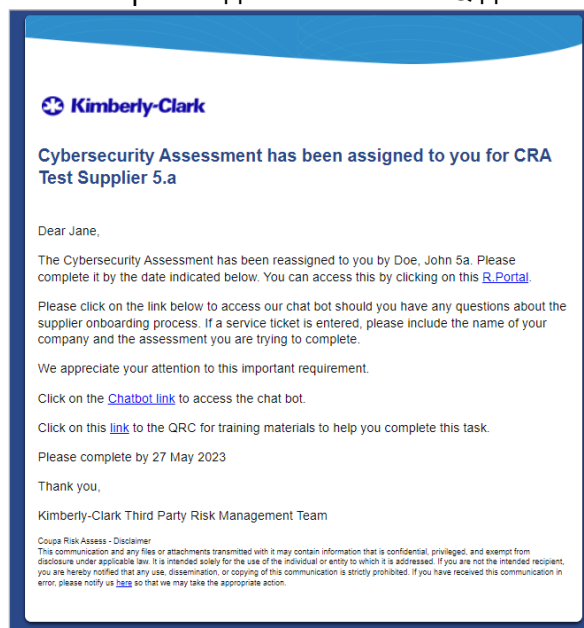 Kimberly-Clark
Cybersecurity Assessment has been assigned to you for CRA
Test Supplier 5.a
Dear Jane,
The Cybersecurity Assessment has been reassigned to you by Doe, John 5a. Please
complete it by the date indicated below. You can access this by clicking on this R.Portal.
Please click on the link below to access our chat bot should you have any questions about the
supplier onboarding process. If a service ticket is entered, please include the name of your
company and the assessment you are trying to complete.
We appreciate your attention to this important requirement.
Click on the Chatbot link to access the chat bot.
Click on this link to the QRC for training materials to help you complete this task.
Please complete by 27 May 2023
Thank you,
Kimberly-Clark Third Party Risk Management Team
Coupa Risk Assess - Disclaimer
This communication and any files or attachments transmitted with it may contain information that is confidential, privileged, and exempt from
disclosure under applicable law. It is intended solely for the use of the individual or entity to which it is addressed. If you are not the intended recipient,
you are hereby notified that any use, dissemination, or copying of this communication is strictly prohibited. If you have received this communication in
error, please notify us here so that we may take the appropriate action.